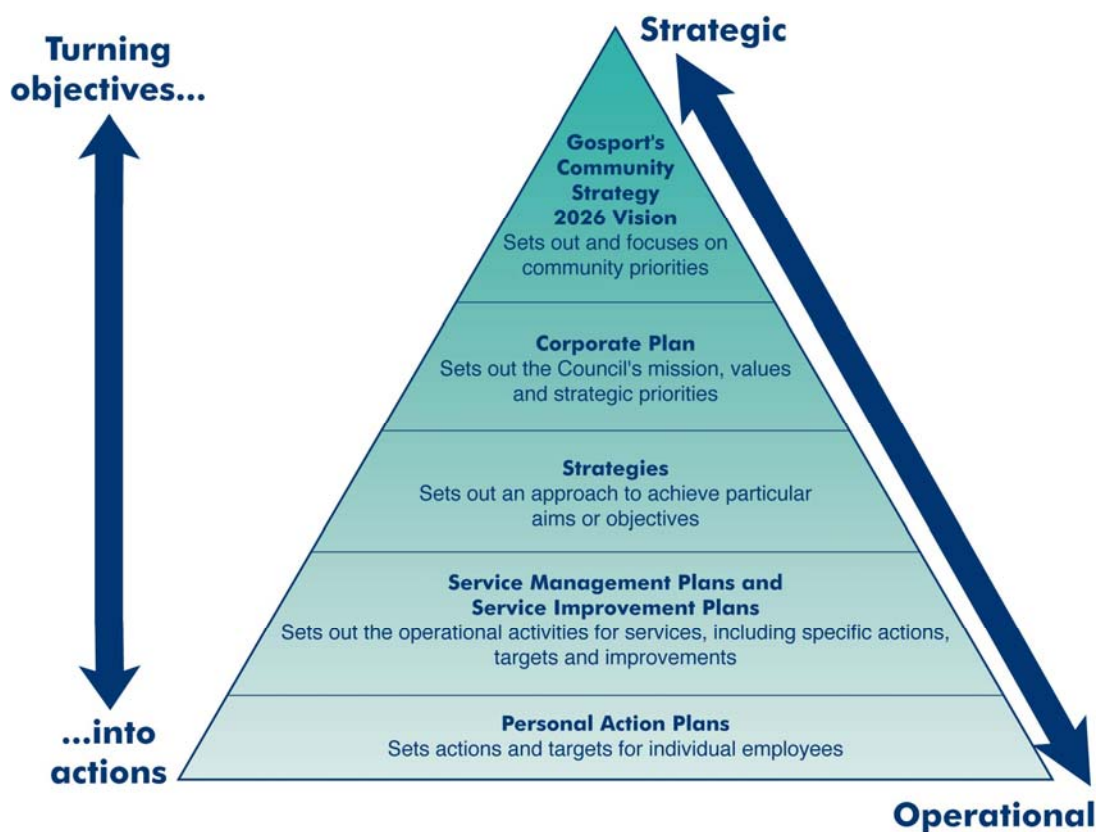 Turning
objectives...
Strategic
Gosport's
Community
Strategy
2026 Vision
Sets out and focuses on
community priorities
Corporate Plan
Sets out the Council's mission, values
and strategic priorities
Strategies
Sets out an approach to achieve particular
aims or objectives
Service Management Plans and
Service Improvement Plans
Sets out the operational activities for services, including specific actions,
targets and improvements
Personal Action Plans
Sets actions and targets for individual employees
...into
actions
Operational